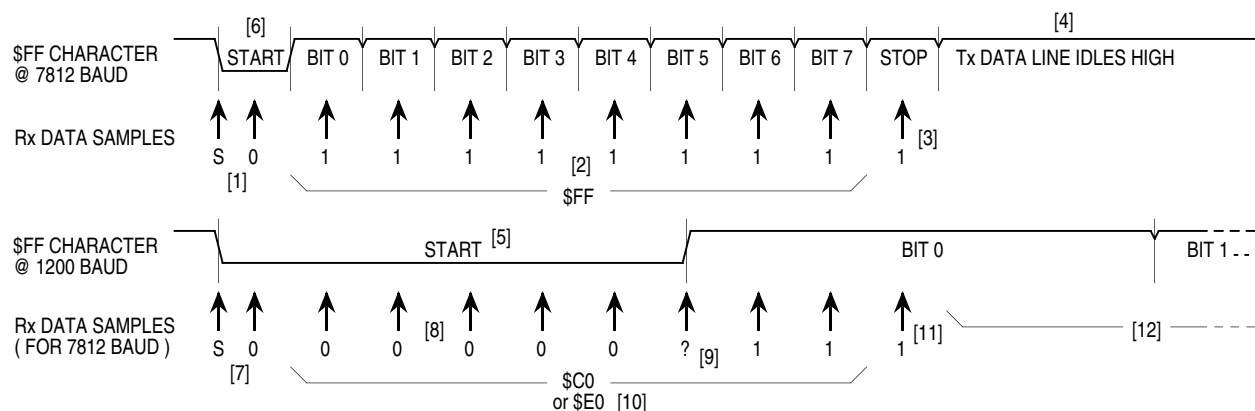 [6] [4]
$FF CHARACTER START BIT 0 BIT 1 BIT 2 BIT 3 BIT 4 BIT 5 BIT 6 BIT 7 STOP Tx DATA LINE IDLES HIGH
@ 7812 BAUD
Rx DATA SAMPLES [3]
S 0 1 1 1 1 [2] 1 1 1 1 1
[1]
$FF
$FF CHARACTER START [5] BIT 0 BIT 1
@ 1200 BAUD
Rx DATA SAMPLES [8] [11] [12]
( FOR 7812 BAUD ) S 0 0 0 0 0 0 ? [9] 1 1 1
[7]
$C0
or $E0 [10]